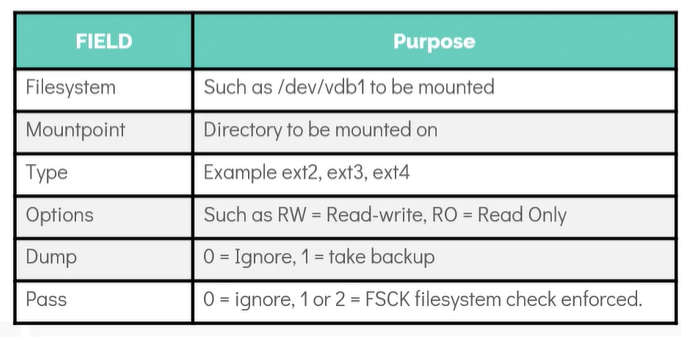 FIELD Purpose
Filesystem Such as /dev/vdb1 to be mounted
Mountpoint Directory to be mounted on
Type Example ext2, ext3, ext4
Options Such as RW = Read-write, RO = Read Only
Dump 0 = Ignore, 1 = take backup
Pass 0 = ignore, 1 or 2 = FSCK filesystem check enforced.